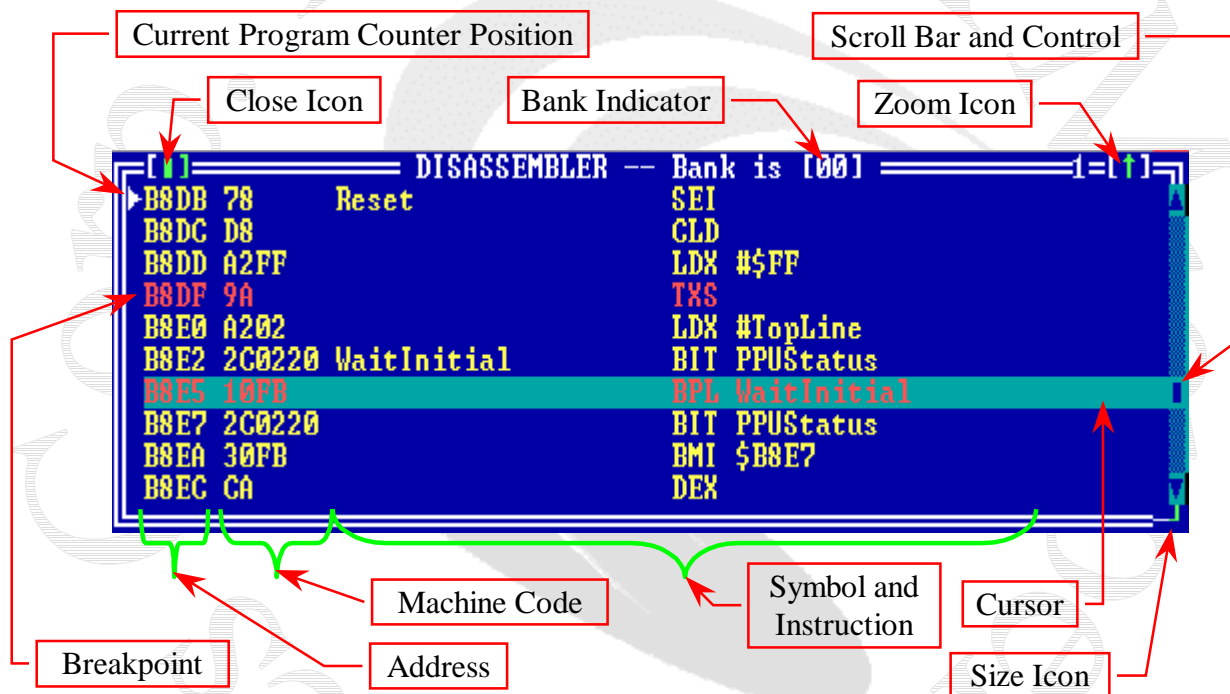 Current Program Counter Position
Scroll Bar and Control
Close Icon
Bank Indicator
Zoom Icon
[ ] DISASSEMBLER -- Bank is [00] 1=[↑]
B8DB 78 Reset SEI
B8DC D8 CLD
B8DD A2FF LDX #$FF
B8DF 9A TXS
B8E0 A202 LDX #TopLine
B8E2 2C0220 WaitInitial BIT PPUStatus
B8E5 10FB BPL WaitInitial
B8E7 2C0220 BIT PPUStatus
B8EA 30FB BMI $B8E7
B8EC CA DEX
Machine Code
Symbol and
Instruction
Cursor
Breakpoint
Address
Size Icon